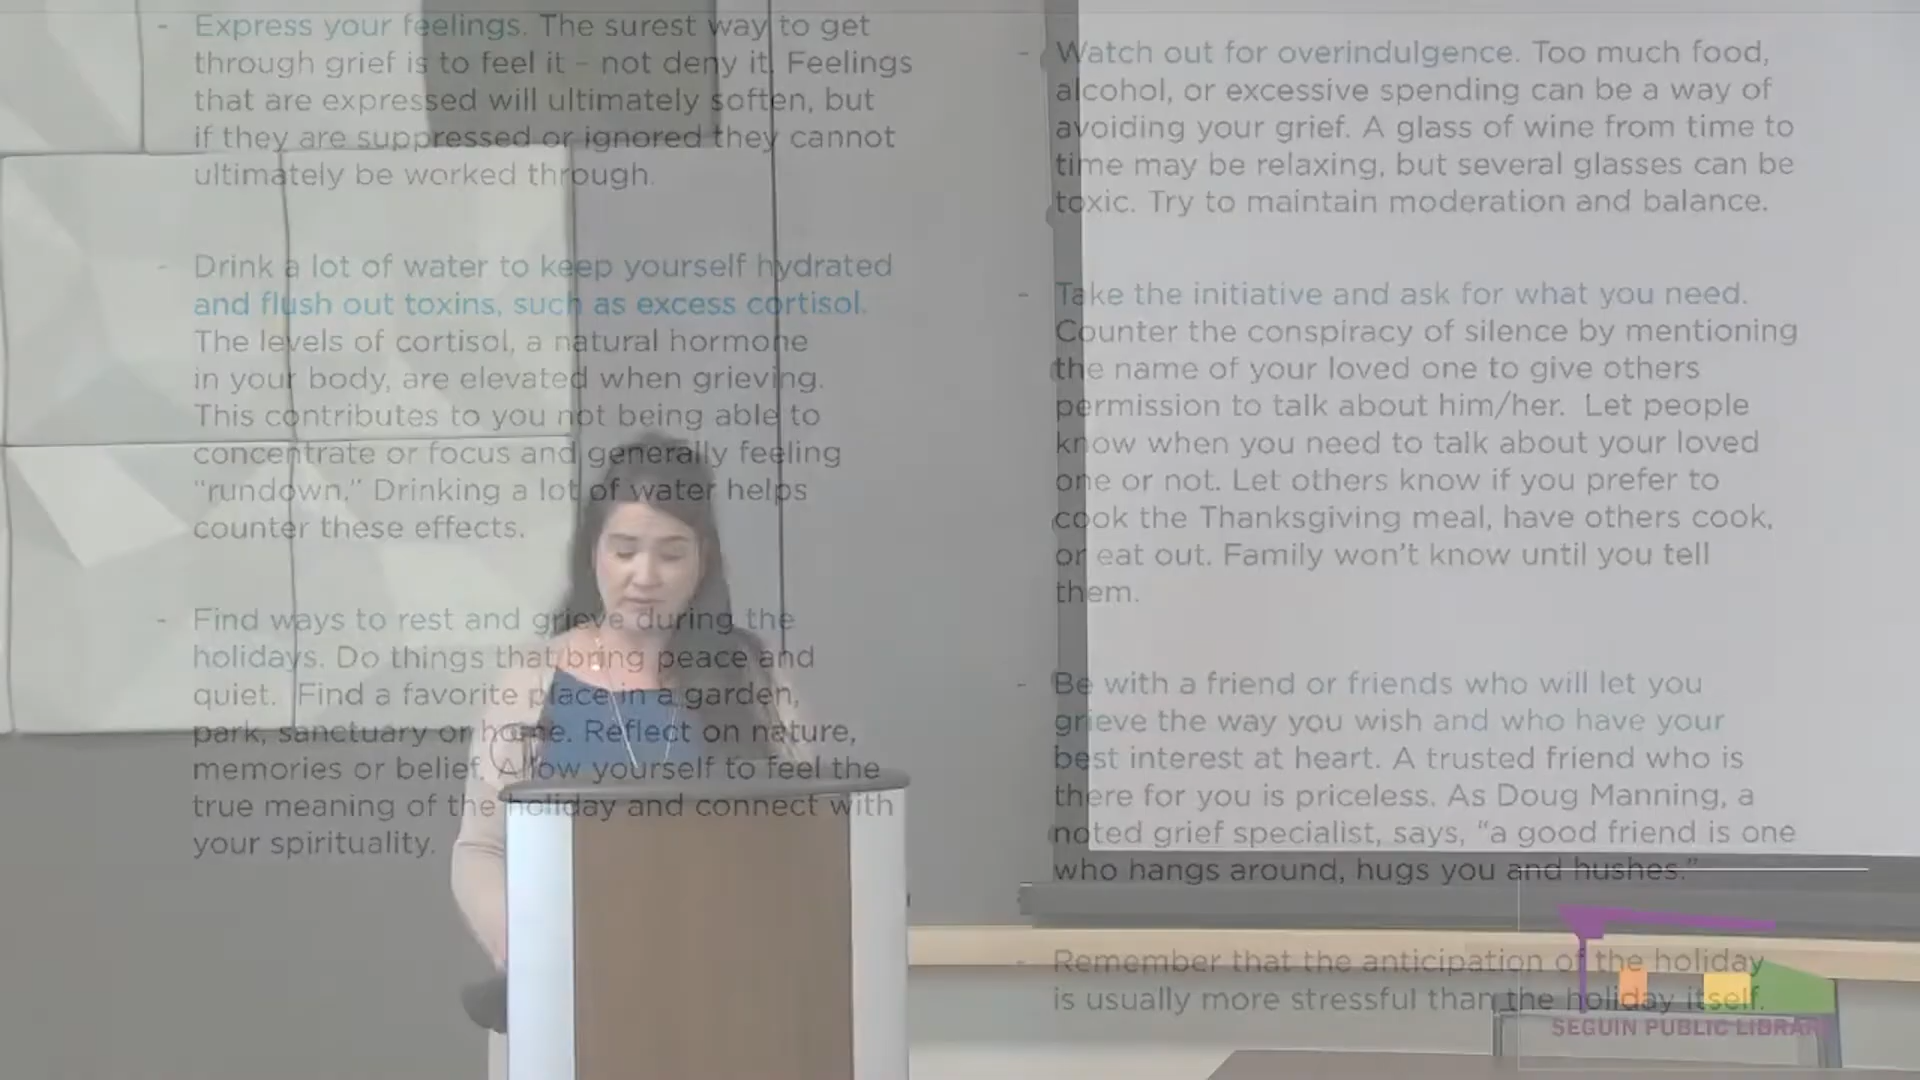 - Express your feelings. The surest way to get
through grief is to feel it – not deny it. Feelings
that are expressed will ultimately soften, but
if they are suppressed or ignored they cannot
ultimately be worked through.
- Drink a lot of water to keep yourself hydrated
and flush out toxins, such as excess cortisol.
The levels of cortisol, a natural hormone
in your body, are elevated when grieving.
This contributes to you not being able to
concentrate or focus and generally feeling
“rundown.” Drinking a lot of water helps
counter these effects.
- Find ways to rest and grieve during the
holidays. Do things that bring peace and
quiet. Find a favorite place in a garden,
park, sanctuary or home. Reflect on nature,
memories or belief. Allow yourself to feel the
true meaning of the holiday and connect with
your spirituality.
- Watch out for overindulgence. Too much food,
alcohol, or excessive spending can be a way of
avoiding your grief. A glass of wine from time to
time may be relaxing, but several glasses can be
toxic. Try to maintain moderation and balance.
- Take the initiative and ask for what you need.
Counter the conspiracy of silence by mentioning
the name of your loved one to give others
permission to talk about him/her. Let people
know when you need to talk about your loved
one or not. Let others know if you prefer to
cook the Thanksgiving meal, have others cook,
or eat out. Family won’t know until you tell
them.
- Be with a friend or friends who will let you
grieve the way you wish and who have your
best interest at heart. A trusted friend who is
there for you is priceless. As Doug Manning, a
noted grief specialist, says, “a good friend is one
who hangs around, hugs you and hushes.”
- Remember that the anticipation of the holiday
is usually more stressful than the holiday itself.
SEGUIN PUBLIC LIBRARY